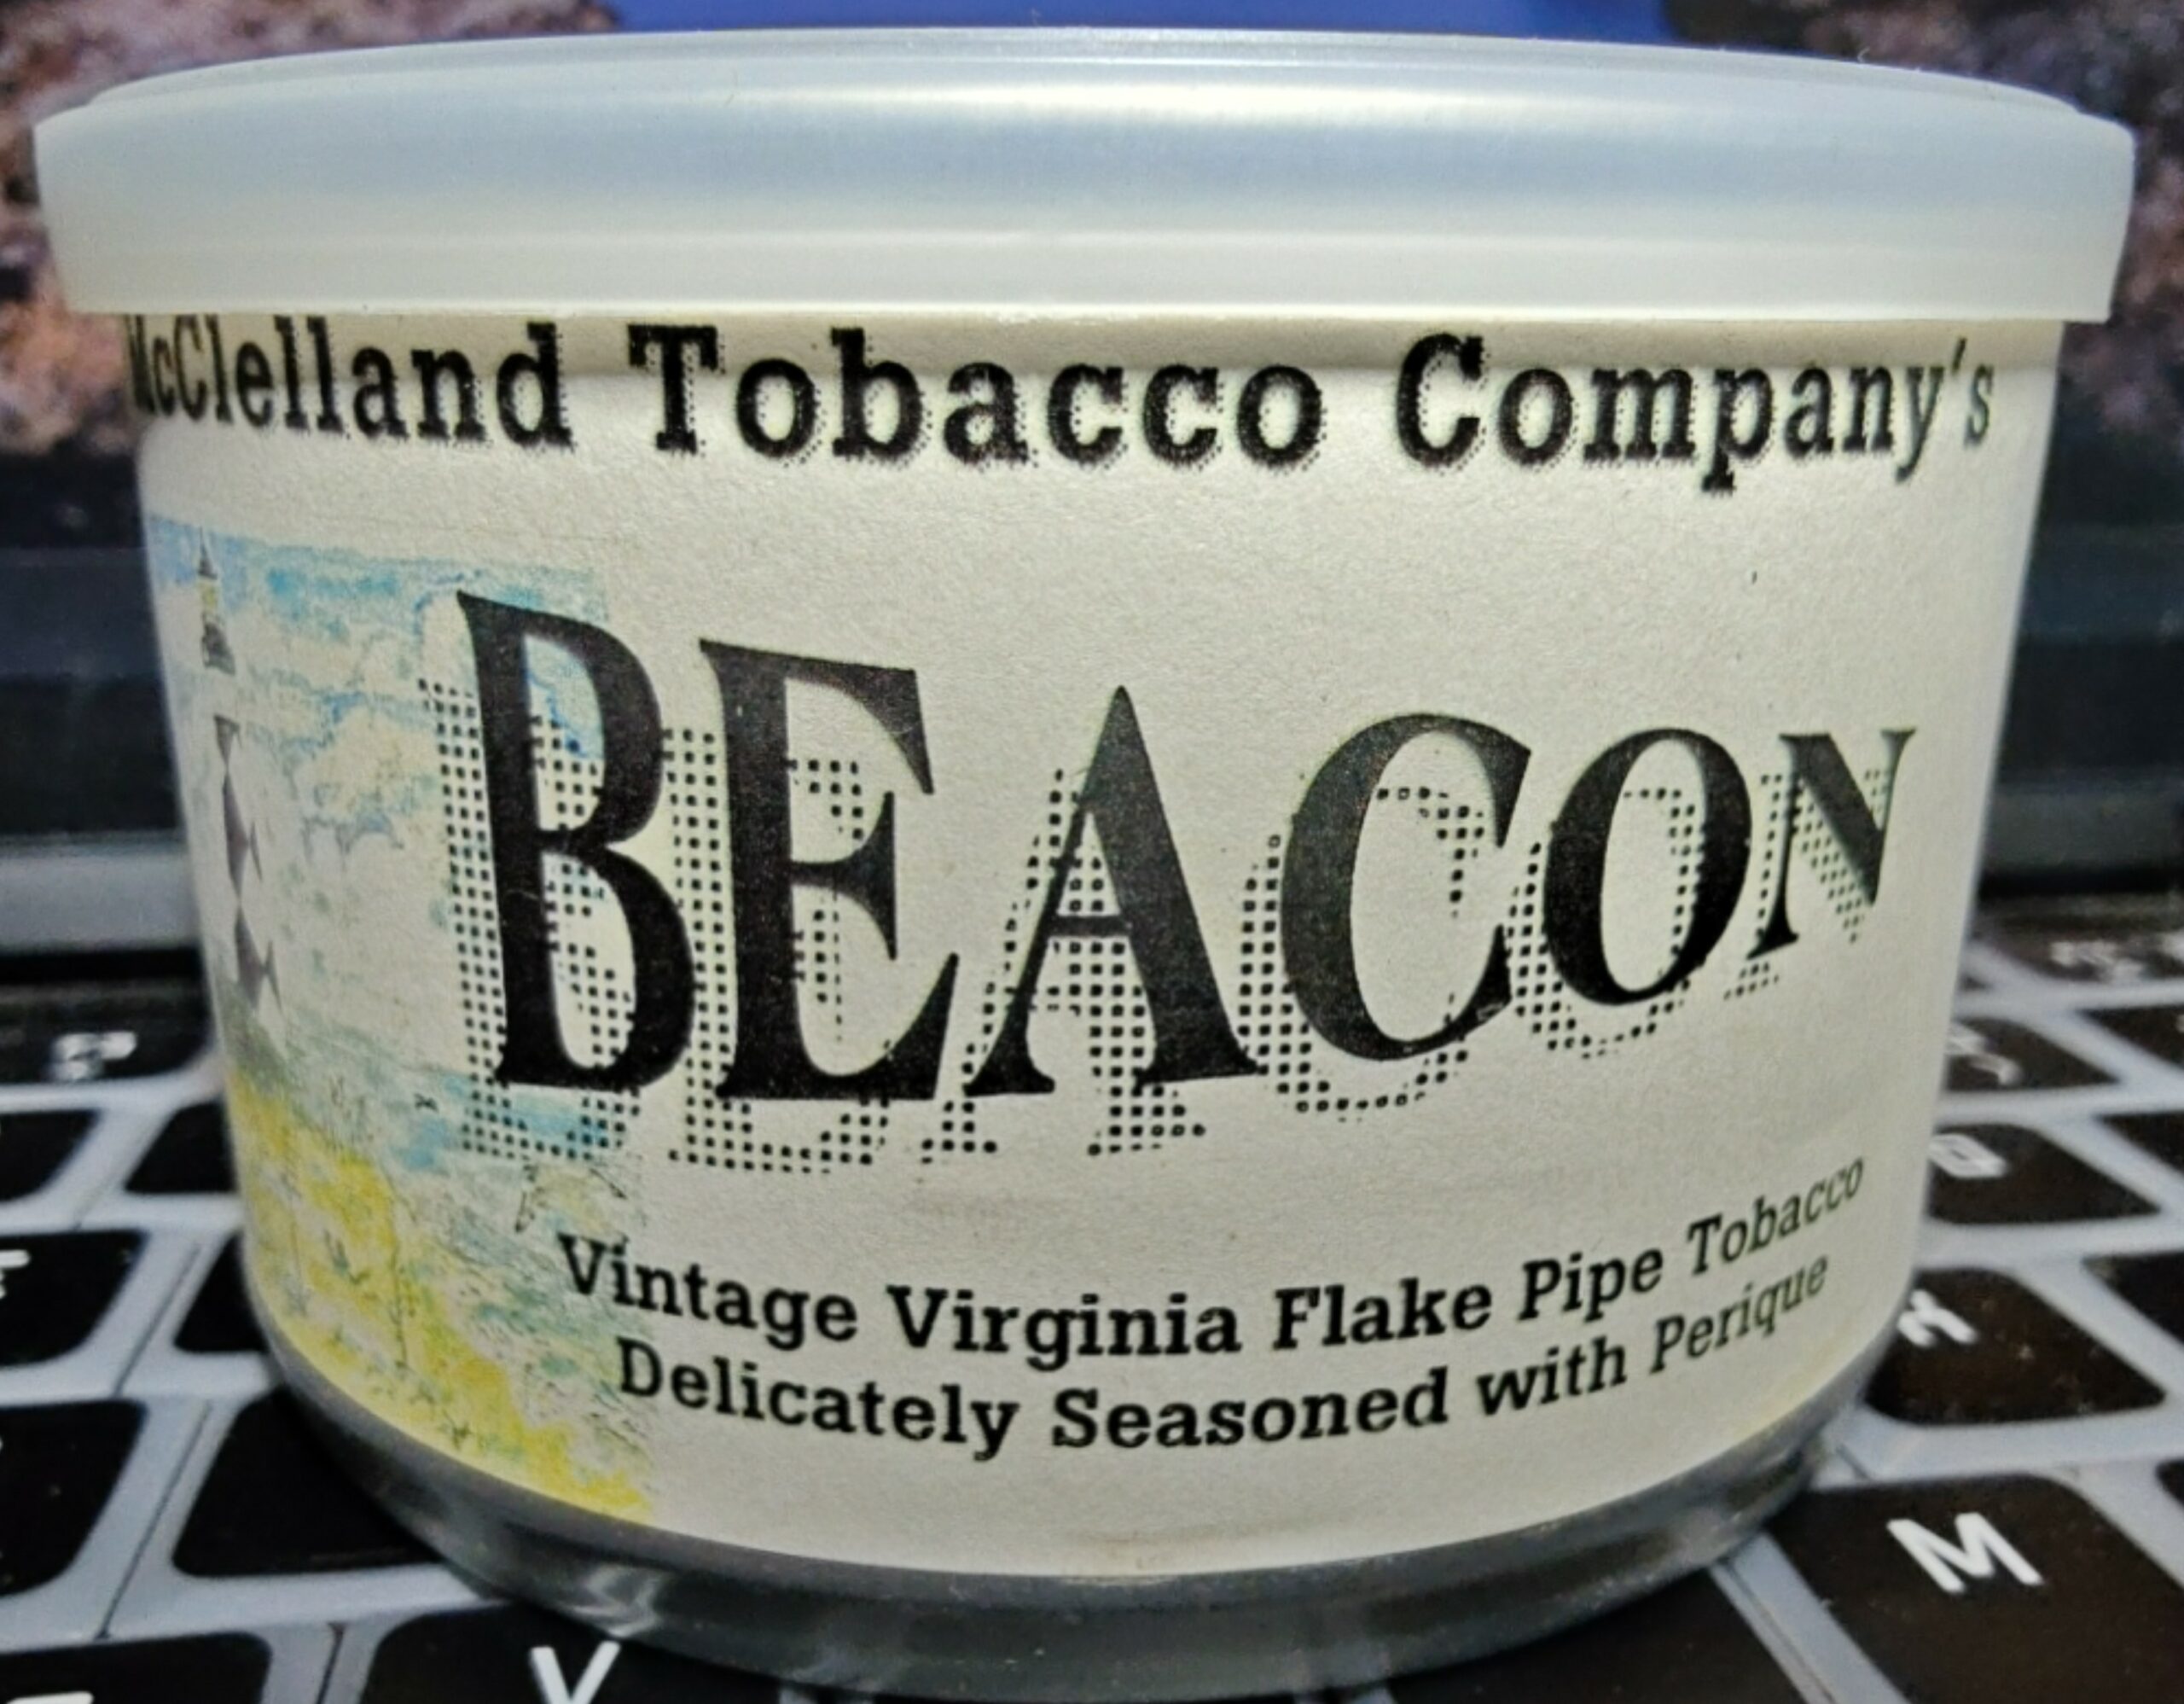 McClelland Tobacco Company's
BEACON
Vintage Virginia Flake Pipe Tobacco
Delicately Seasoned with Perique
M
V